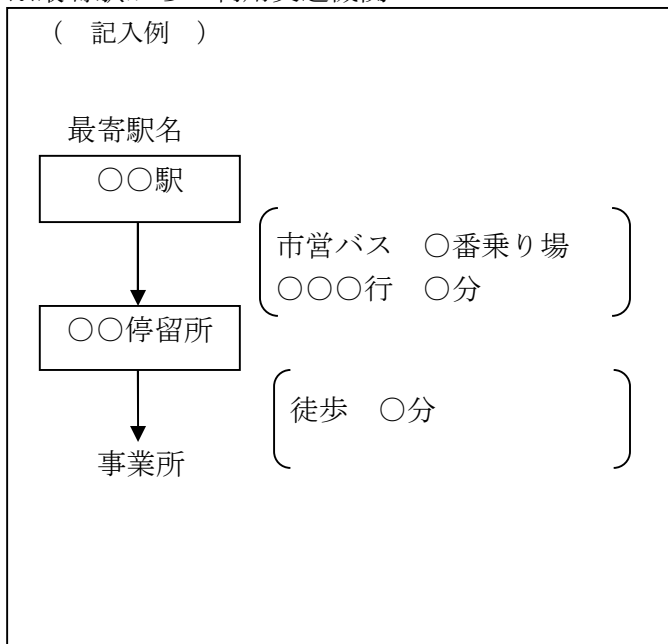 （　記入例　）
最寄駅名
○○駅
市営バス　○番乗り場
○○○行　○分
○○停留所
徒歩　○分
事業所